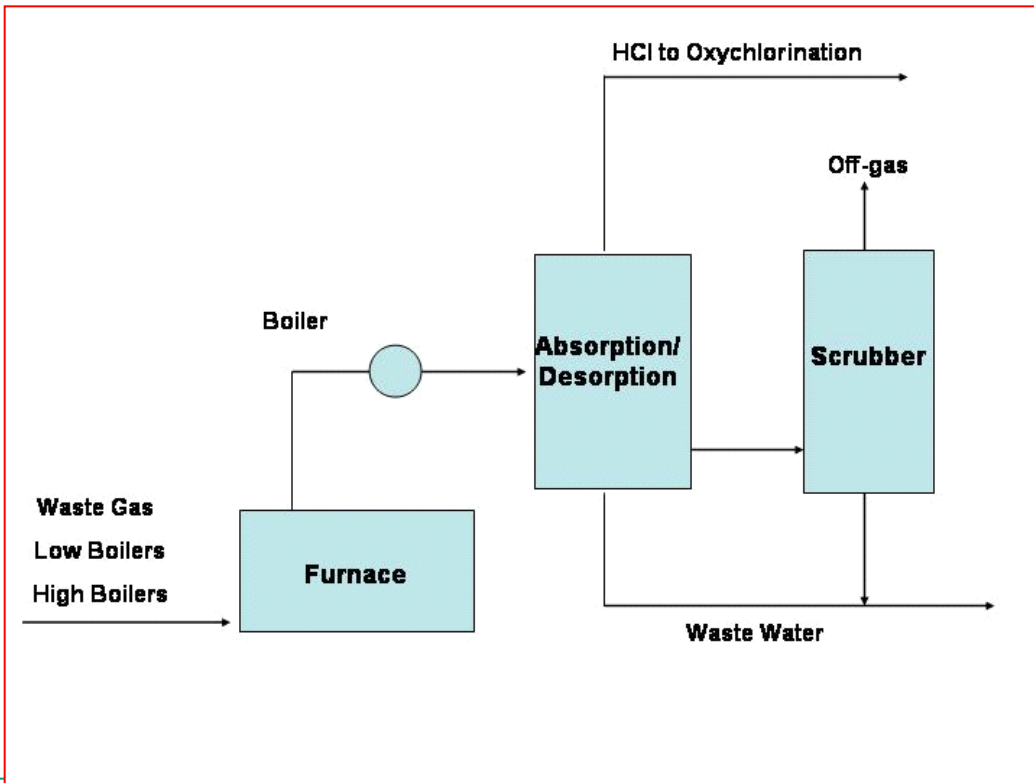 HCl to Oxychlorination
Off-gas
Boiler
Absorption/
Desorption
Scrubber
Waste Gas
Low Boilers
High Boilers
Furnace
Waste Water